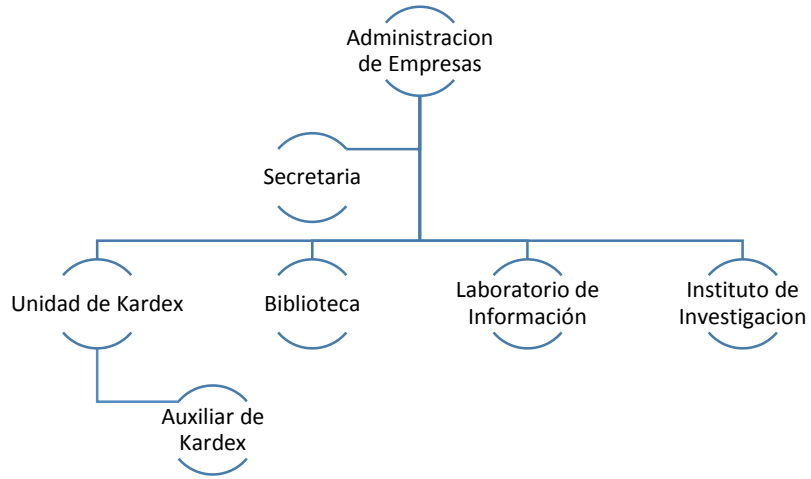 Administracion
de Empresas
Secretaria
Unidad de Kardex
Biblioteca
Laboratorio de
Información
Instituto de
Investigacion
Auxiliar de
Kardex